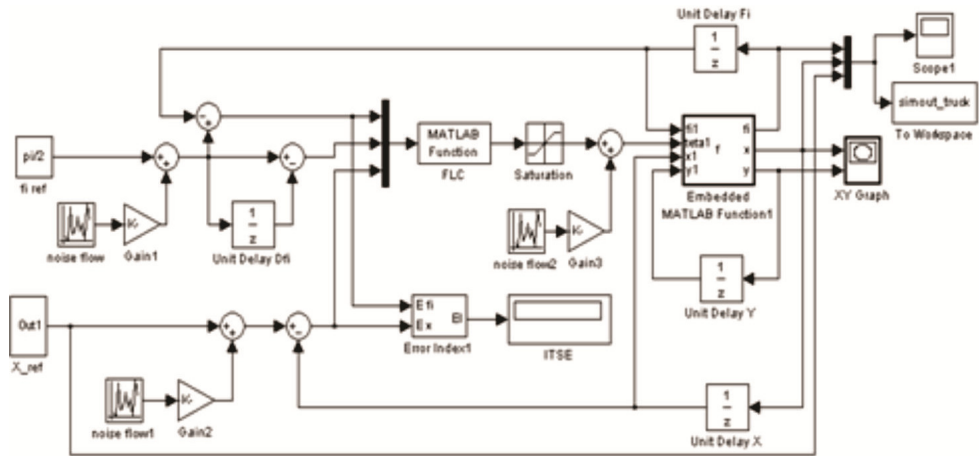 Unit Delay Fi
1
z
Scope1
simout_truck
To Workspace
pi/2
fi ref
MATLAB
Function
FLC
Saturation
fi1
teta1
x1
y1
f
fi
x
y
Embedded
MATLAB Function1
XY Graph
noise flow
K-
Gain1
1
z
Unit Delay Dfi
noise flow2
K-
Gain3
1
z
Unit Delay Y
Out1
X_ref
E fi
E x
EI
Error Index1
ITSE
noise flow1
K-
Gain2
1
z
Unit Delay X